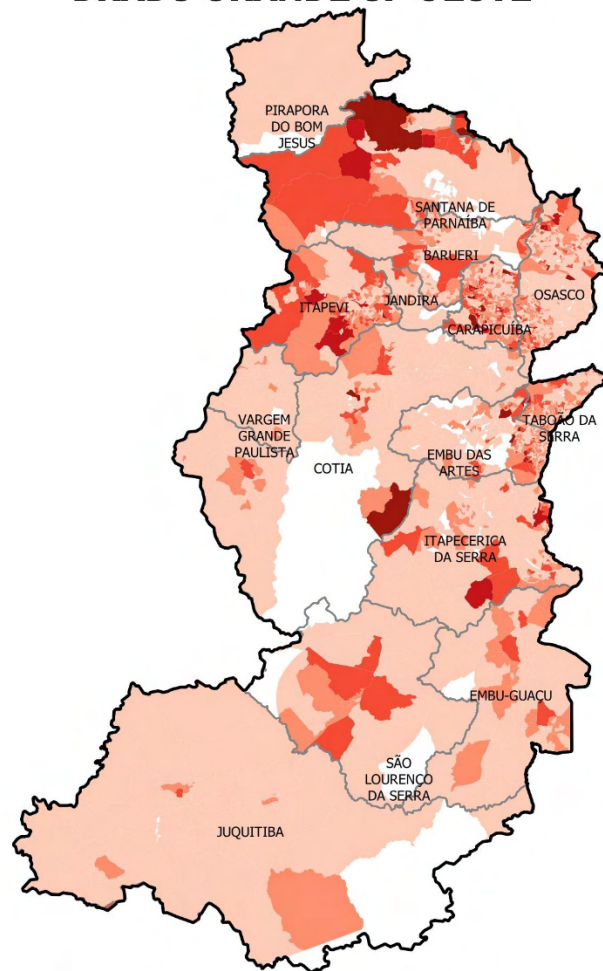 PIRAPORA
DO BOM
JESUS
SANTANA DE
PARNAÍBA
BARUERI
OSASCO
ITAPEVI
JANDIRA
CARAPICUÍBA
VARGEM
GRANDE
PAULISTA
TABOÃO DA
SERRA
EMBU DAS
ARTES
COTIA
ITAPECERICA
DA SERRA
EMBU-GUAÇU
SÃO
LOURENÇO
DA SERRA
JUQUITIBA